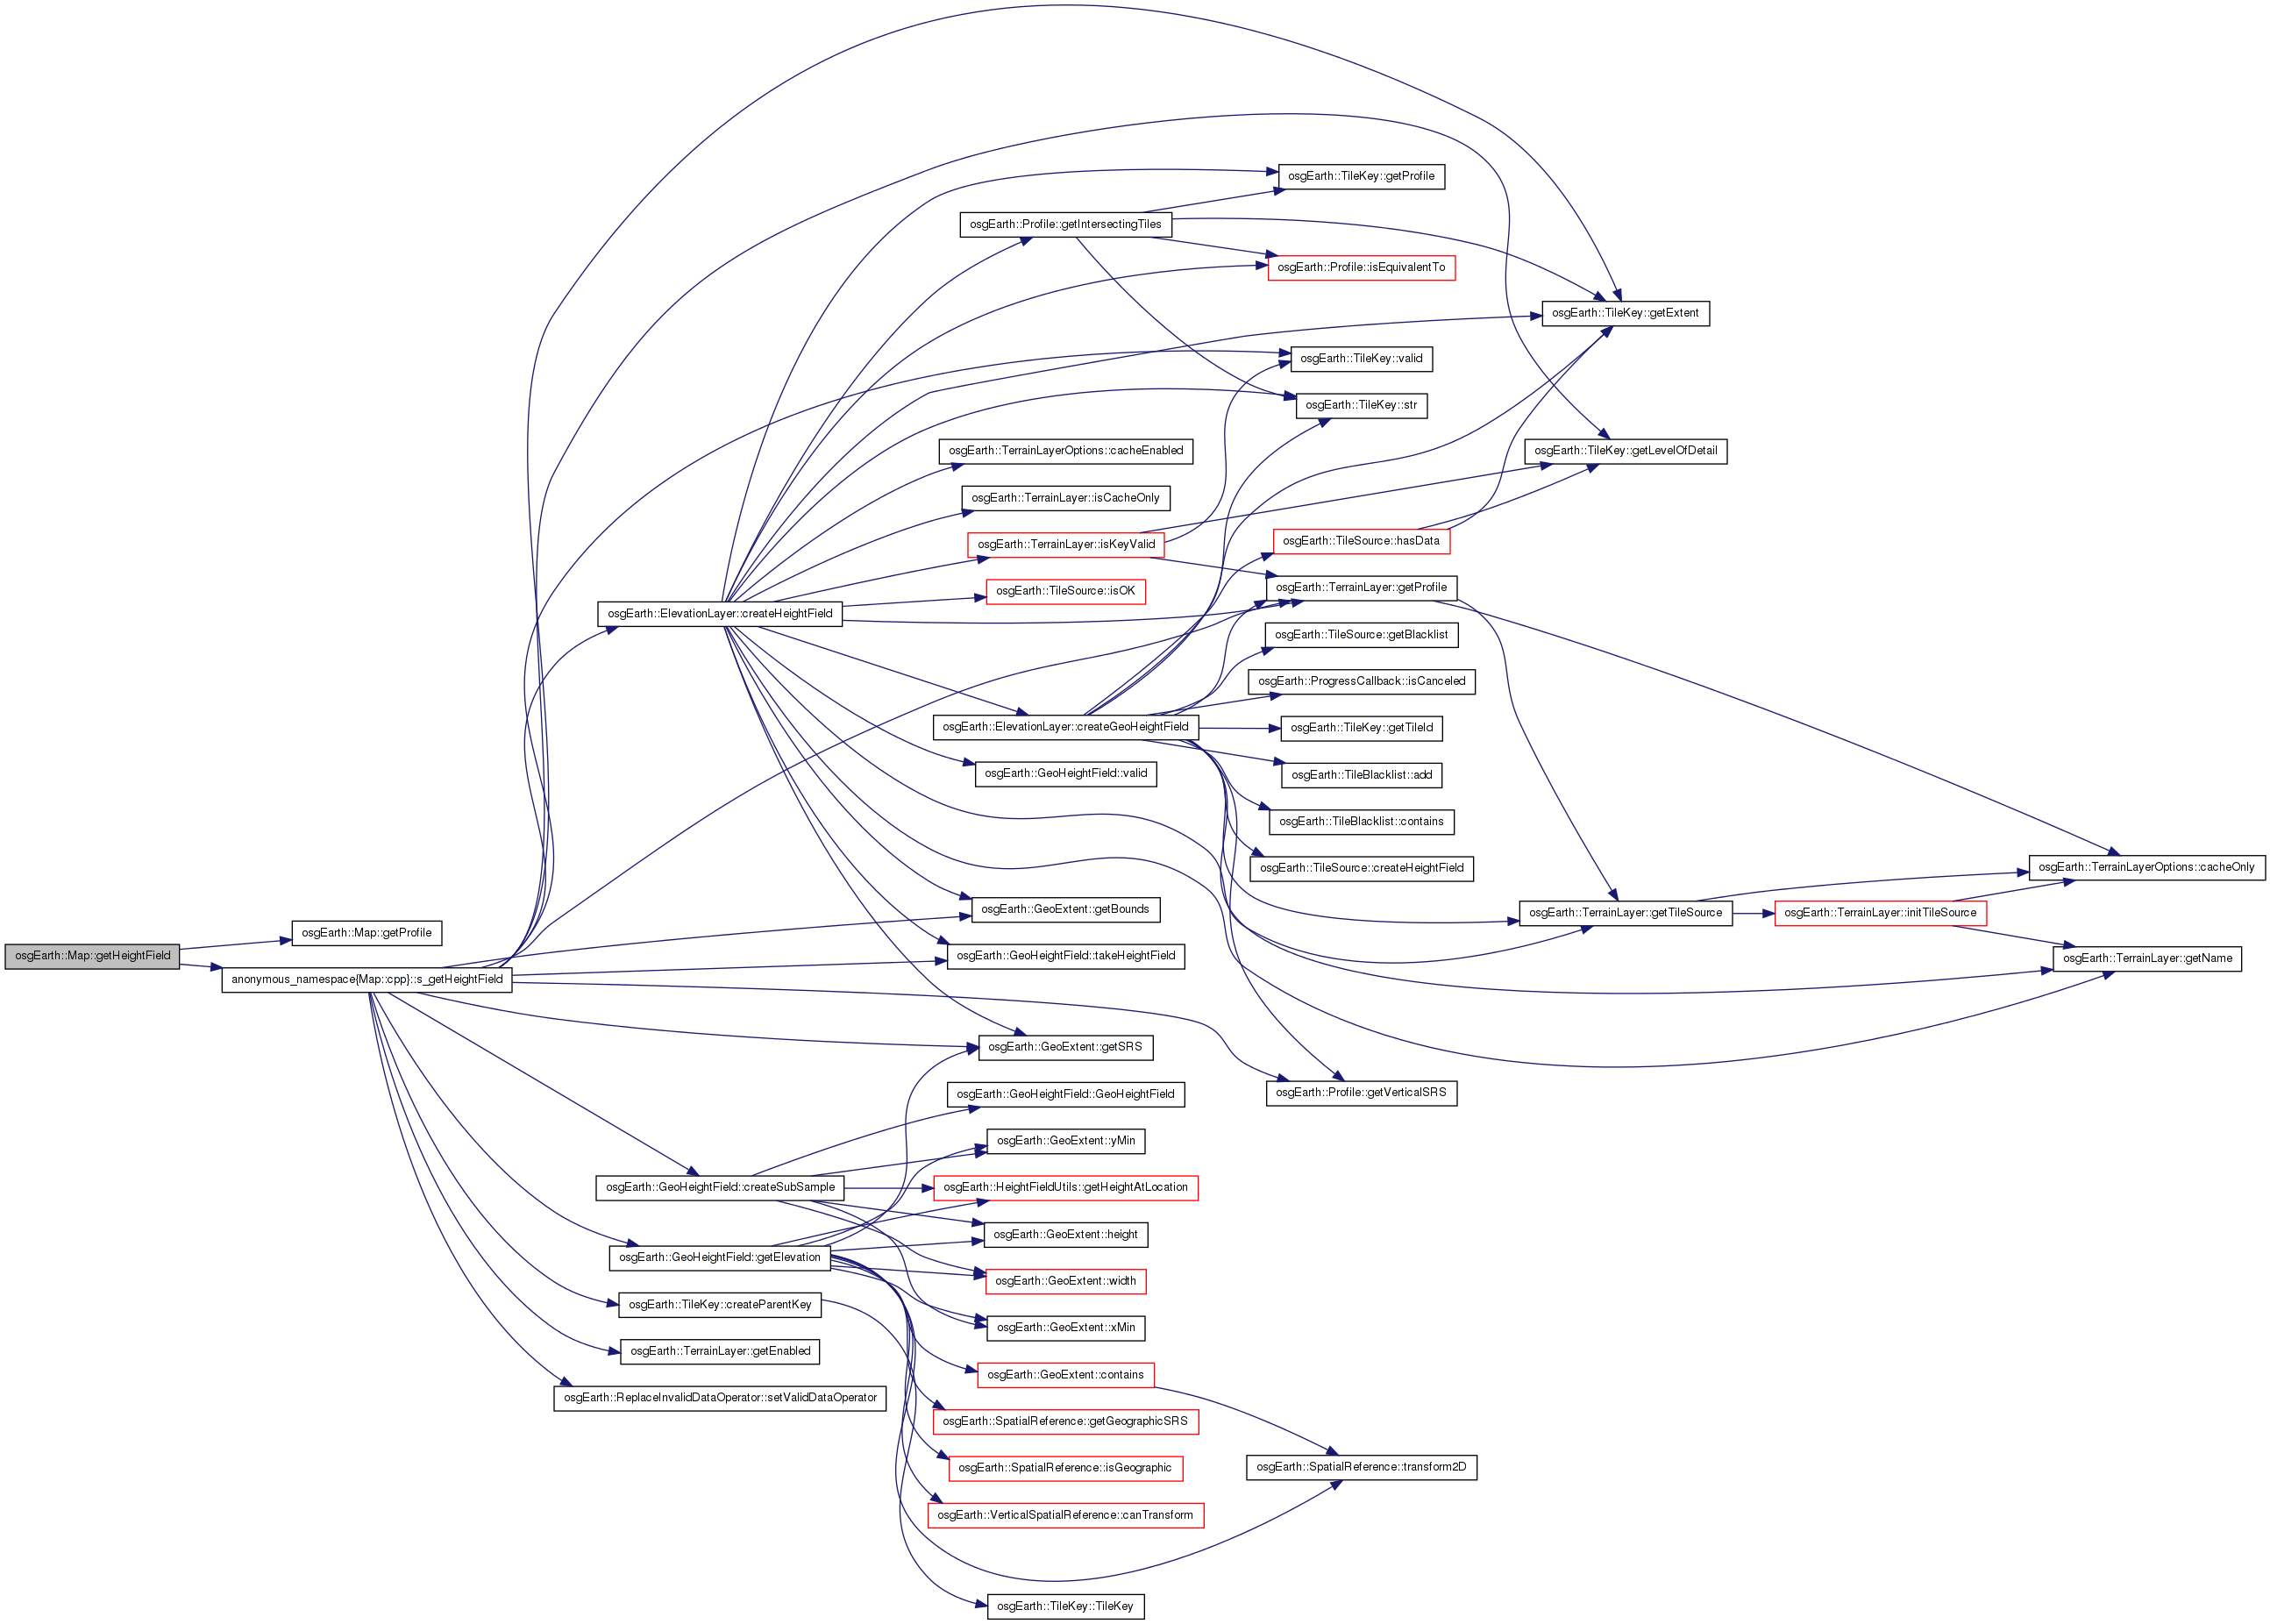 osgEarth::Map::getHeightField
osgEarth::Map::getProfile
anonymous_namespace{Map::cpp}::s_getHeightField
osgEarth::ElevationLayer::createHeightField
osgEarth::GeoHeightField::createSubSample
osgEarth::GeoHeightField::getElevation
osgEarth::TileKey::createParentKey
osgEarth::TerrainLayer::getEnabled
osgEarth::ReplaceInvalidDataOperator::setValidDataOperator
osgEarth::Profile::getIntersectingTiles
osgEarth::TerrainLayerOptions::cacheEnabled
osgEarth::TerrainLayer::isCacheOnly
osgEarth::TerrainLayer::isKeyValid
osgEarth::TileSource::isOK
osgEarth::ElevationLayer::createGeoHeightField
osgEarth::GeoHeightField::valid
osgEarth::GeoExtent::getBounds
osgEarth::GeoHeightField::takeHeightField
osgEarth::GeoExtent::getSRS
osgEarth::GeoHeightField::GeoHeightField
osgEarth::GeoExtent::yMin
osgEarth::HeightFieldUtils::getHeightAtLocation
osgEarth::GeoExtent::height
osgEarth::GeoExtent::width
osgEarth::GeoExtent::xMin
osgEarth::GeoExtent::contains
osgEarth::SpatialReference::getGeographicSRS
osgEarth::SpatialReference::isGeographic
osgEarth::VerticalSpatialReference::canTransform
osgEarth::TileKey::TileKey
osgEarth::TileKey::getProfile
osgEarth::Profile::isEquivalentTo
osgEarth::TileKey::valid
osgEarth::TileKey::str
osgEarth::TileSource::hasData
osgEarth::TerrainLayer::getProfile
osgEarth::TileSource::getBlacklist
osgEarth::ProgressCallback::isCanceled
osgEarth::TileKey::getTileId
osgEarth::TileBlacklist::add
osgEarth::TileBlacklist::contains
osgEarth::TileSource::createHeightField
osgEarth::Profile::getVerticalSRS
osgEarth::SpatialReference::transform2D
osgEarth::TileKey::getExtent
osgEarth::TileKey::getLevelOfDetail
osgEarth::TerrainLayer::getTileSource
osgEarth::TerrainLayer::initTileSource
osgEarth::TerrainLayerOptions::cacheOnly
osgEarth::TerrainLayer::getName